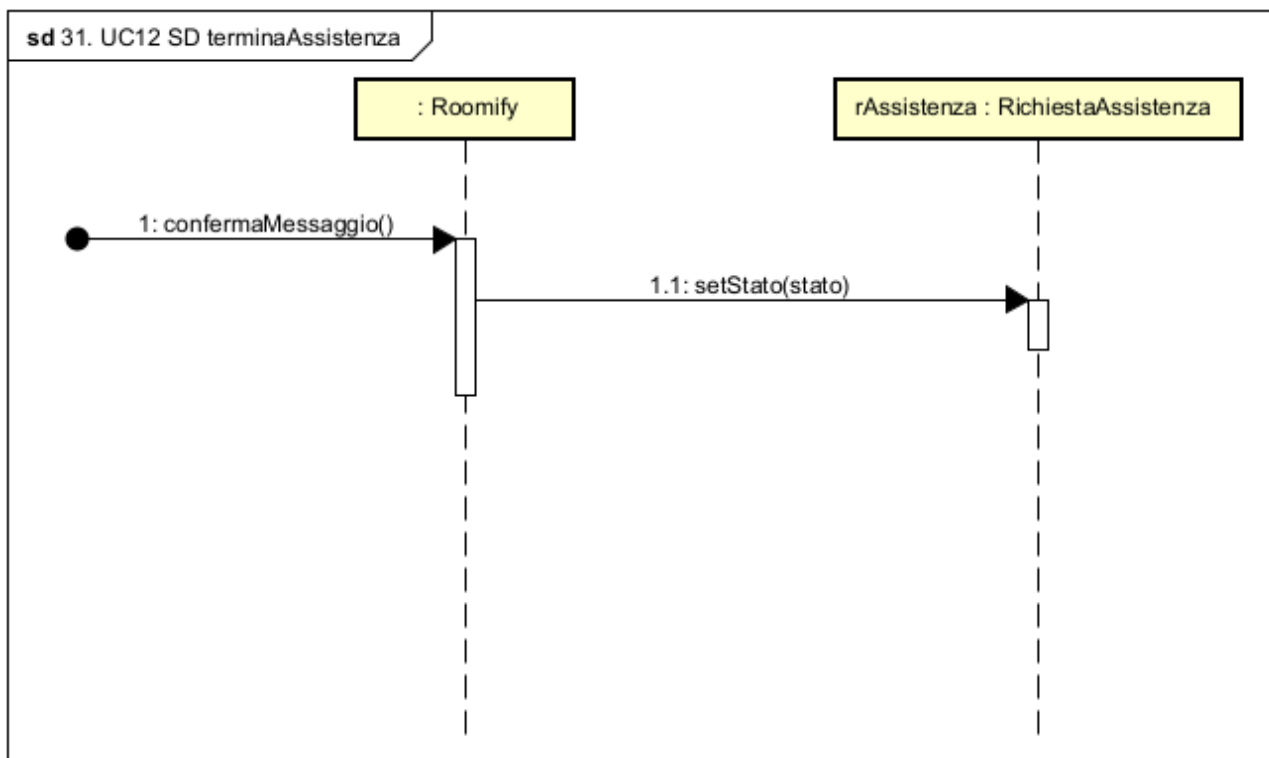 sd 31. UC12 SD terminaAssistenza
: Roomify
rAssistenza : RichiestaAssistenza
1: confermaMessaggio()
1.1: setStato(stato)